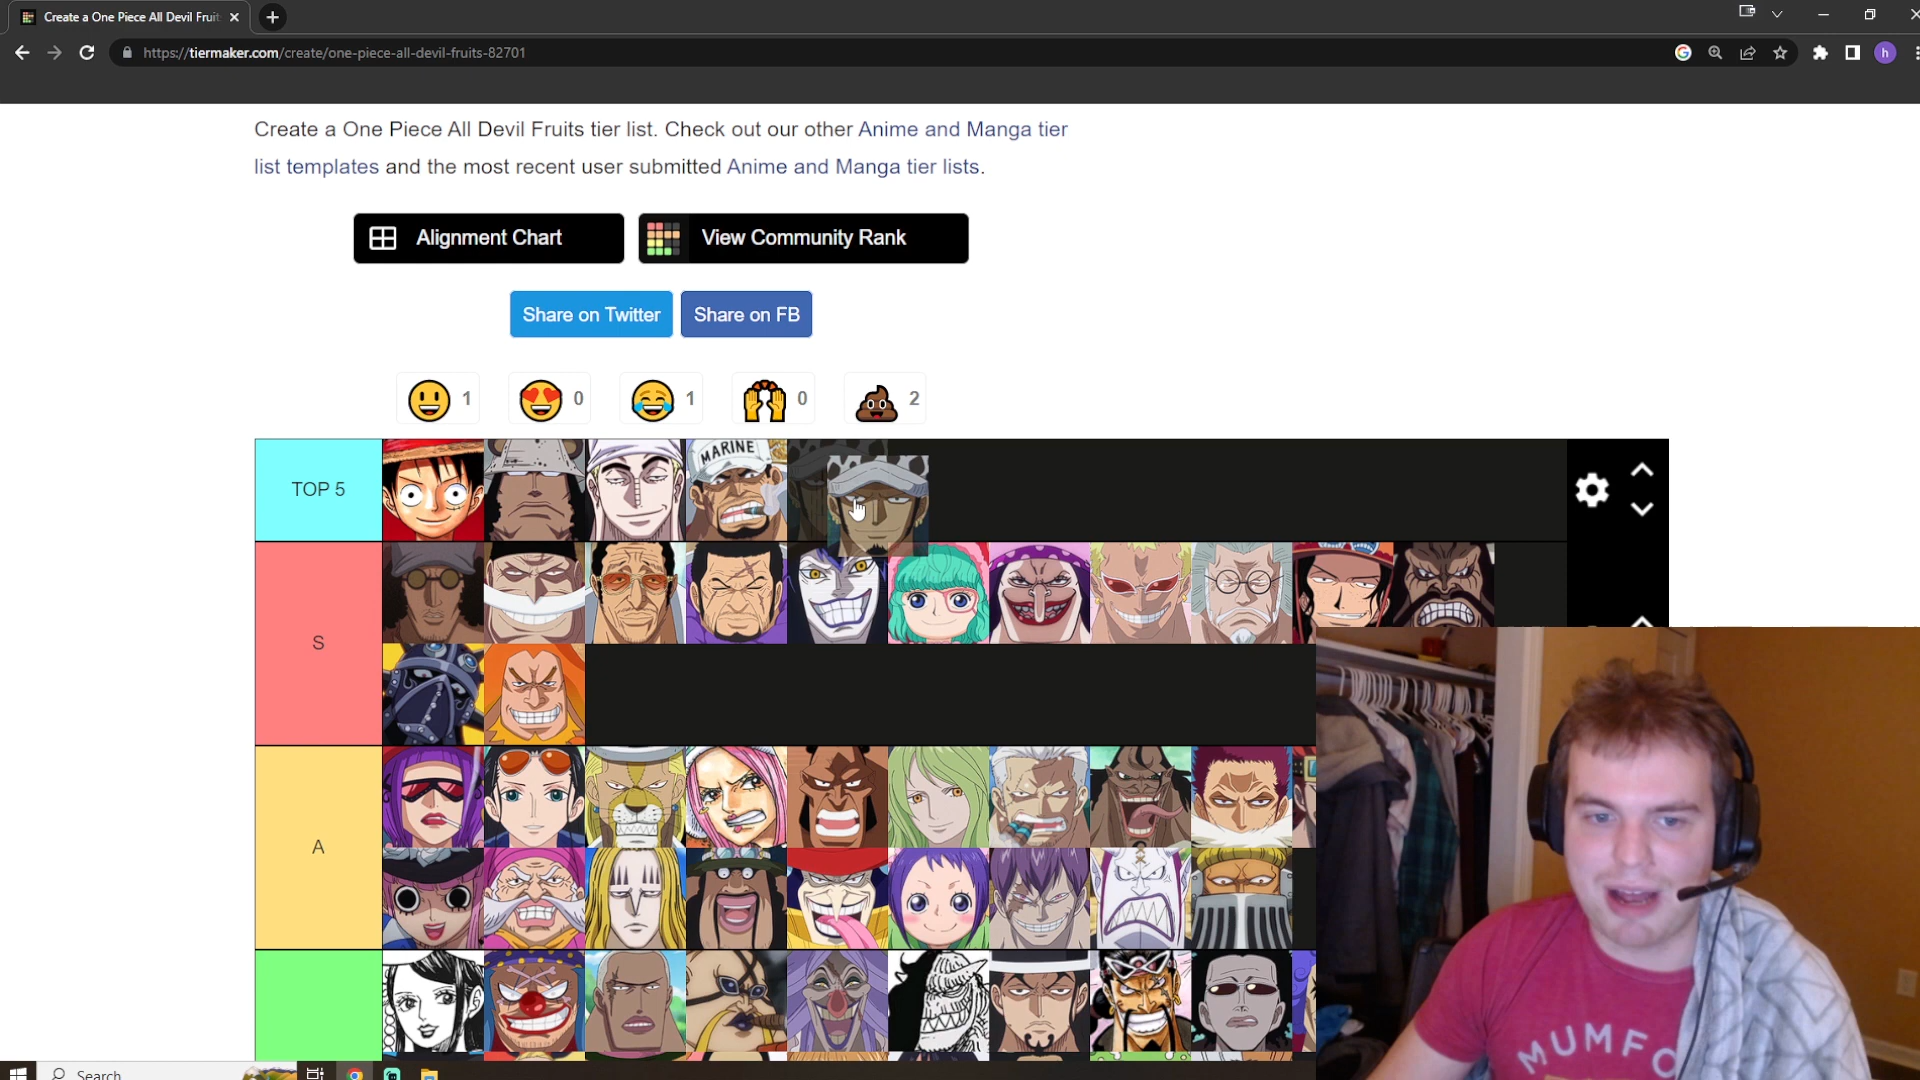 Create a One Piece All Devil Fruit
https://tiermaker.com/create/one-piece-all-devil-fruits-82701
h
Create a One Piece All Devil Fruits tier list. Check out our other Anime and Manga tier
list templates and the most recent user submitted Anime and Manga tier lists.
Alignment Chart
View Community Rank
Share on Twitter
Share on FB
1
0
1
0
2
TOP 5
MARINE
S
A
MUMFO
Search